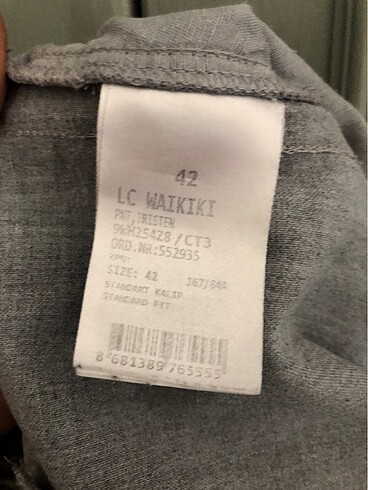 42
LC WAIKIKI
PNT,TRISTEN
9WH25428/CT3
ORD.NR:552935
SIZE: 42 167/84A
STANDART KALIP
STANDARD FIT
8 681389 765555